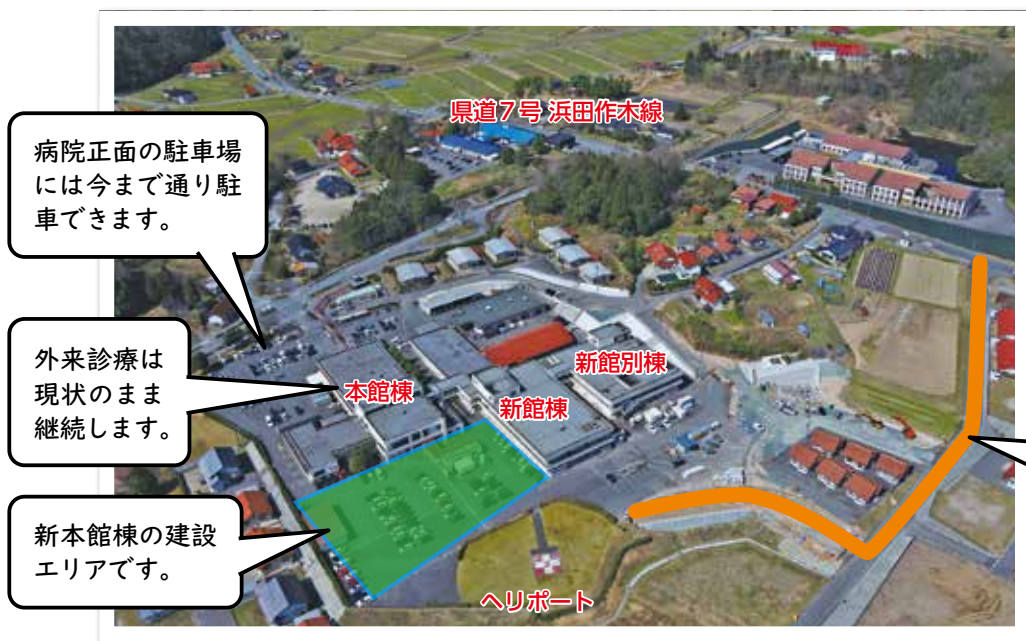 県道７号 浜田作木線
病院正面の駐車場
には今まで通り駐
車できます。
外来診療は
現状のまま
継続します。
本館棟
新館棟
新館別棟
新本館棟の建設
エリアです。
ヘリポート